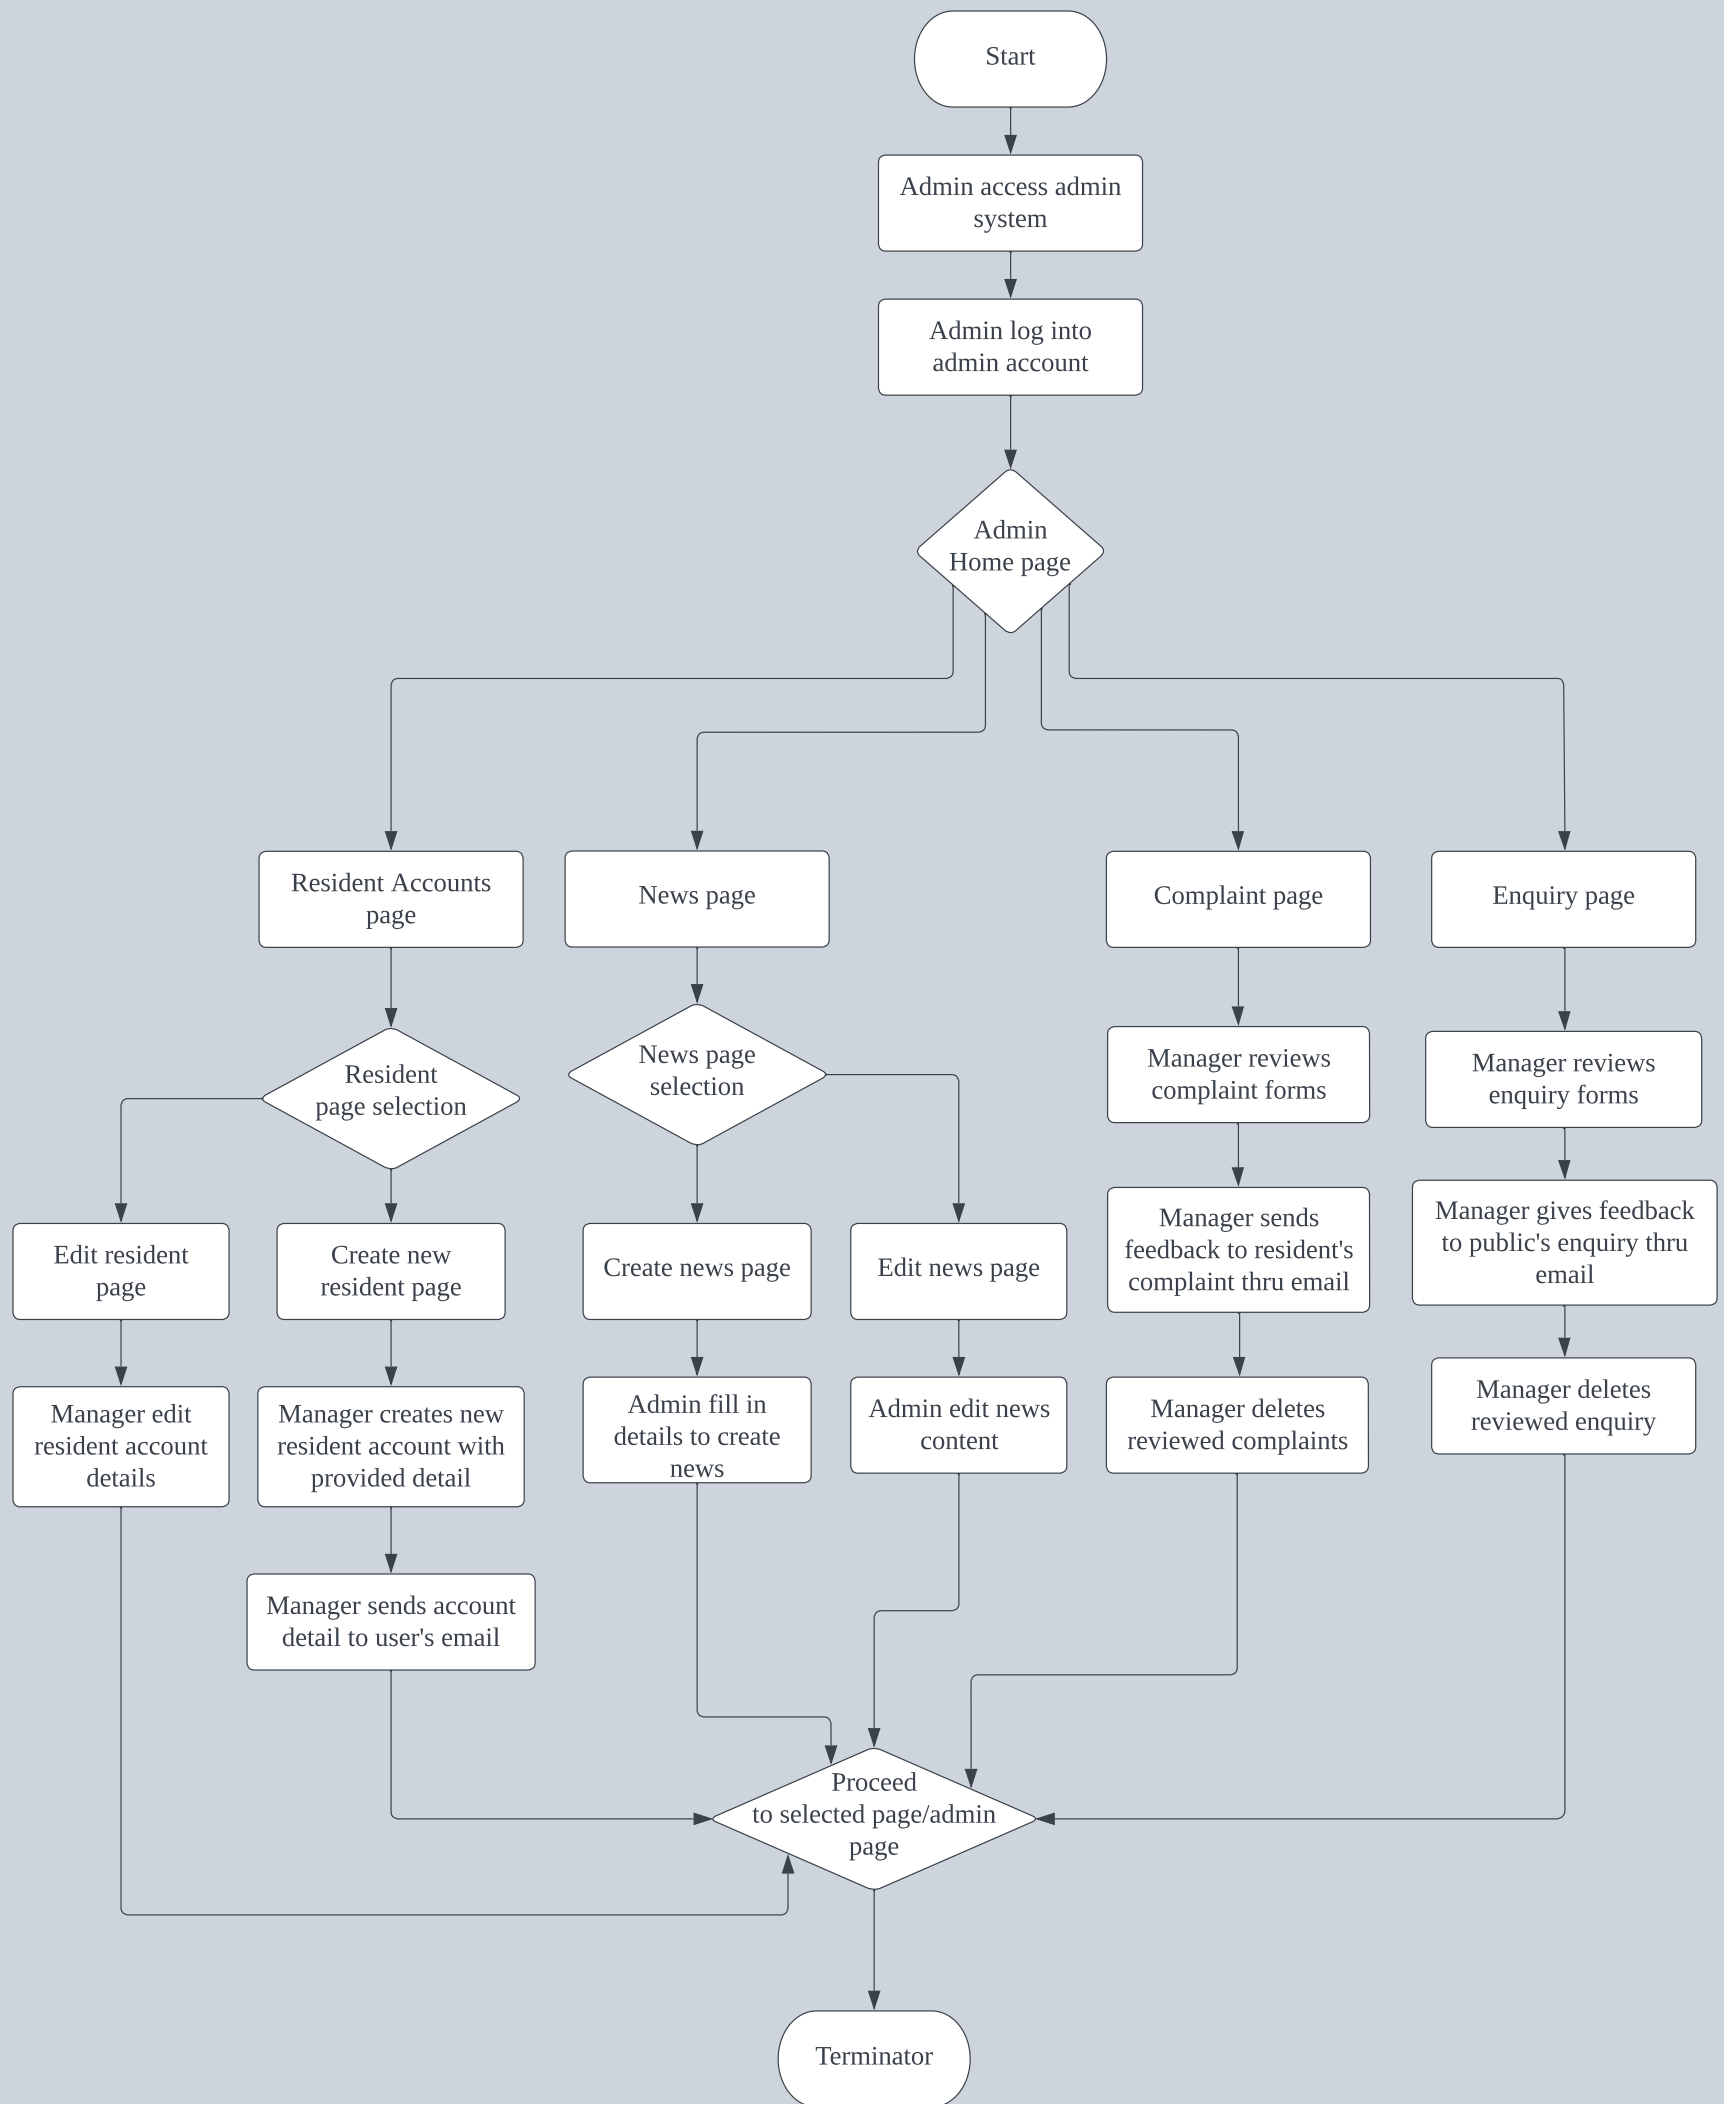 Start
Admin access admin
system
Admin log into
admin account
Admin
Home page
Resident Accounts
page
News page
Complaint page
Enquiry page
Resident
page selection
News page
selection
Manager reviews
complaint forms
Manager reviews
enquiry forms
Edit resident
page
Create new
resident page
Create news page
Edit news page
Manager sends
feedback to resident's
complaint thru email
Manager gives feedback
to public's enquiry thru
email
Manager edit
resident account
details
Manager creates new
resident account with
provided detail
Admin fill in
details to create
news
Admin edit news
content
Manager deletes
reviewed complaints
Manager deletes
reviewed enquiry
Manager sends account
detail to user's email
Proceed
to selected page/admin
page
Terminator